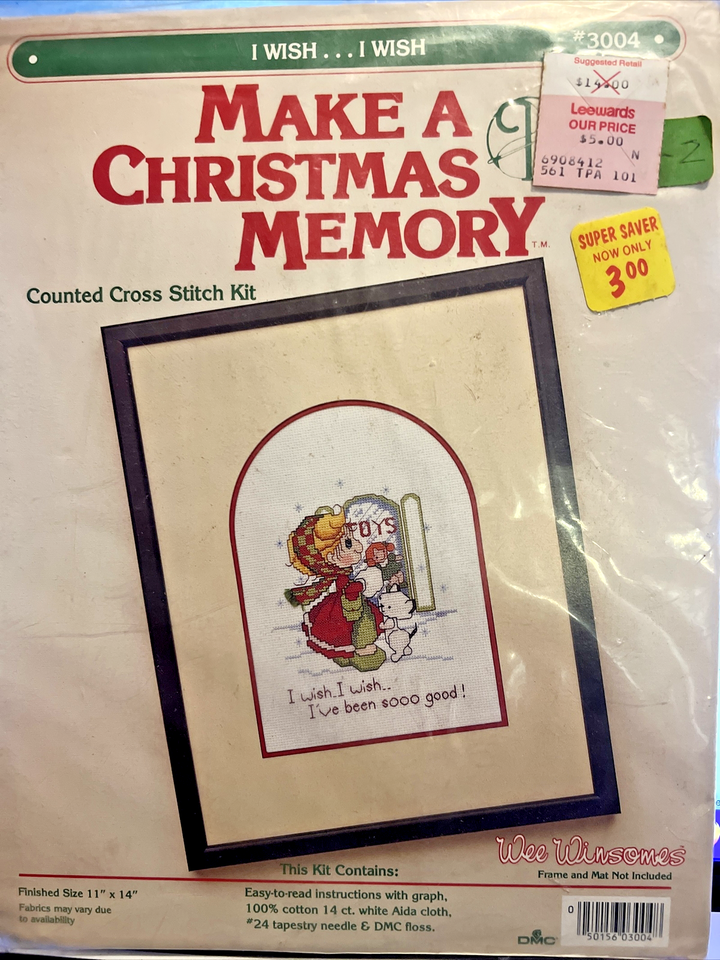 I WISH . . . I WISH
#3004
Suggested Retail
$14.00
Leewards
OUR PRICE
$5.00
N
6908412
561 TPA 101
-2
MAKE A
CHRISTMAS
MEMORY T.M.
SUPER SAVER
NOW ONLY
3.00
Counted Cross Stitch Kit
TOYS
I wish..I wish...
I've been sooo good!
Wee Winsomes
Frame and Mat Not Included
This Kit Contains:
Finished Size 11" x 14"
Fabrics may vary due
to availability
Easy-to-read instructions with graph,
100% cotton 14 ct. white Aida cloth,
#24 tapestry needle & DMC floss.
DMC
0
50156 03004